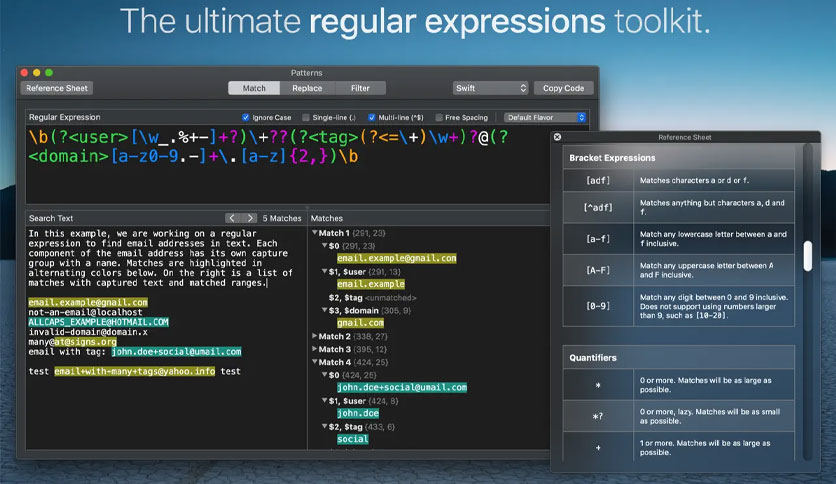 The ultimate regular expressions toolkit.
Patterns
Reference Sheet
Match
Replace
Filter
Swift
Copy Code
Regular Expression
Ignore Case
Single-line (.)
Multi-line (^$)
Free Spacing
Default Flavor
\b(?<user>[\w_.%+-]+?)\+??(?<tag>(?<=\+)\w+)?@(?
<domain>[a-z0-9.-]+\.[a-z]{2,})\b
Search Text
5 Matches
In this example, we are working on a regular
expression to find email addresses in text. Each
component of the email address has its own capture
group with a name. Matches are highlighted in
alternating colors below. On the right is a list of
matches with captured text and matched ranges.
email.example@gmail.com
not-an-email@localhost
ALLCAPS_EXAMPLE@HOTMAIL.COM
invalid-domain@domain.x
many@at@signs.org
email with tag: john.doe+social@umail.com
test email+with+many+tags@yahoo.info test
Matches
Match 1 {291, 23}
$0 {291, 23}
email.example@gmail.com
$1, $user {291, 13}
email.example
$2, $tag <unmatched>
$3, $domain {305, 9}
gmail.com
Match 2 {338, 27}
Match 3 {395, 12}
Match 4 {424, 25}
$0 {424, 25}
john.doe+social@umail.com
$1, $user {424, 8}
john.doe
$2, $tag {433, 6}
social
Reference Sheet
Bracket Expressions
[adf]
Matches characters a or d or f.
[^adf]
Matches anything but characters a, d and
f.
[a-f]
Match any lowercase letter between a and
f inclusive.
[A-F]
Match any uppercase letter between A
and F inclusive.
[0-9]
Match any digit between 0 and 9 inclusive.
Does not support using numbers larger
than 9, such as [10-20].
Quantifiers
*
0 or more. Matches will be as large as
possible.
*?
0 or more, lazy. Matches will be as small
as possible.
+
1 or more. Matches will be as large as
possible.